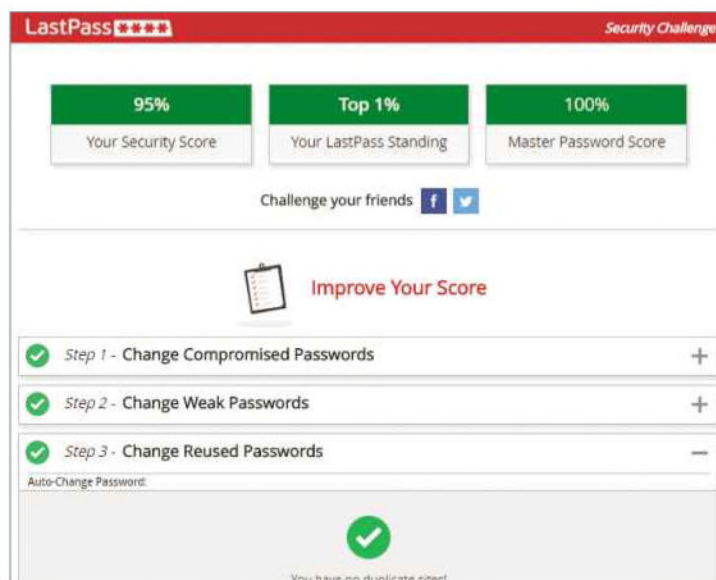 LastPass ****
Security Challenge
95%
Your Security Score
Top 1%
Your LastPass Standing
100%
Master Password Score
Challenge your friends f
Improve Your Score
Step 1 - Change Compromised Passwords
Step 2 - Change Weak Passwords
Step 3 - Change Reused Passwords
Auto-Change Password:
You have no duplicate sites!